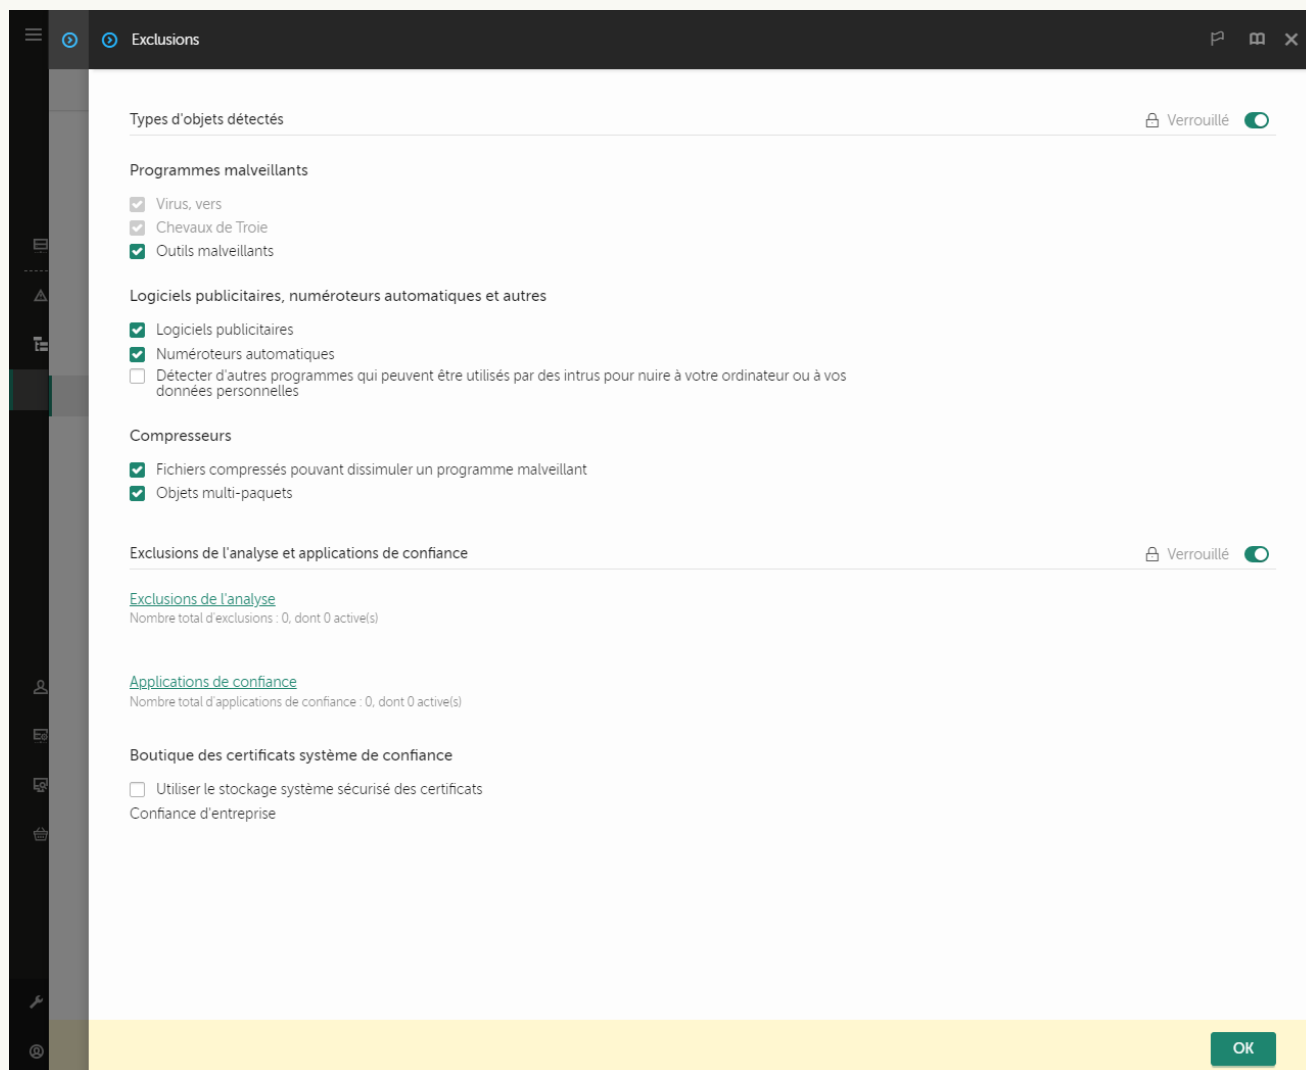 Exclusions
Types d'objets détectés
Verrouillé
Programmes malveillants
Virus, vers
Chevaux de Troie
Outils malveillants
Logiciels publicitaires, numéroteurs automatiques et autres
Logiciels publicitaires
Numéroteurs automatiques
Détecter d'autres programmes qui peuvent être utilisés par des intrus pour nuire à votre ordinateur ou à vos
données personnelles
Compresseurs
Fichiers compressés pouvant dissimuler un programme malveillant
Objets multi-paquets
Exclusions de l'analyse et applications de confiance
Verrouillé
Exclusions de l'analyse
Nombre total d'exclusions : 0, dont 0 active(s)
Applications de confiance
Nombre total d'applications de confiance : 0, dont 0 active(s)
Boutique des certificats système de confiance
Utiliser le stockage système sécurisé des certificats
Confiance d'entreprise
OK